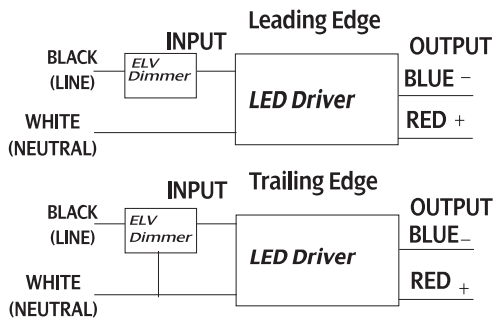 Leading Edge
INPUT
OUTPUT
BLACK
(LINE)
ELV
Dimmer
LED Driver
BLUE -
WHITE
(NEUTRAL)
RED +
Trailing Edge
INPUT
OUTPUT
BLACK
(LINE)
ELV
Dimmer
LED Driver
BLUE -
WHITE
(NEUTRAL)
RED +